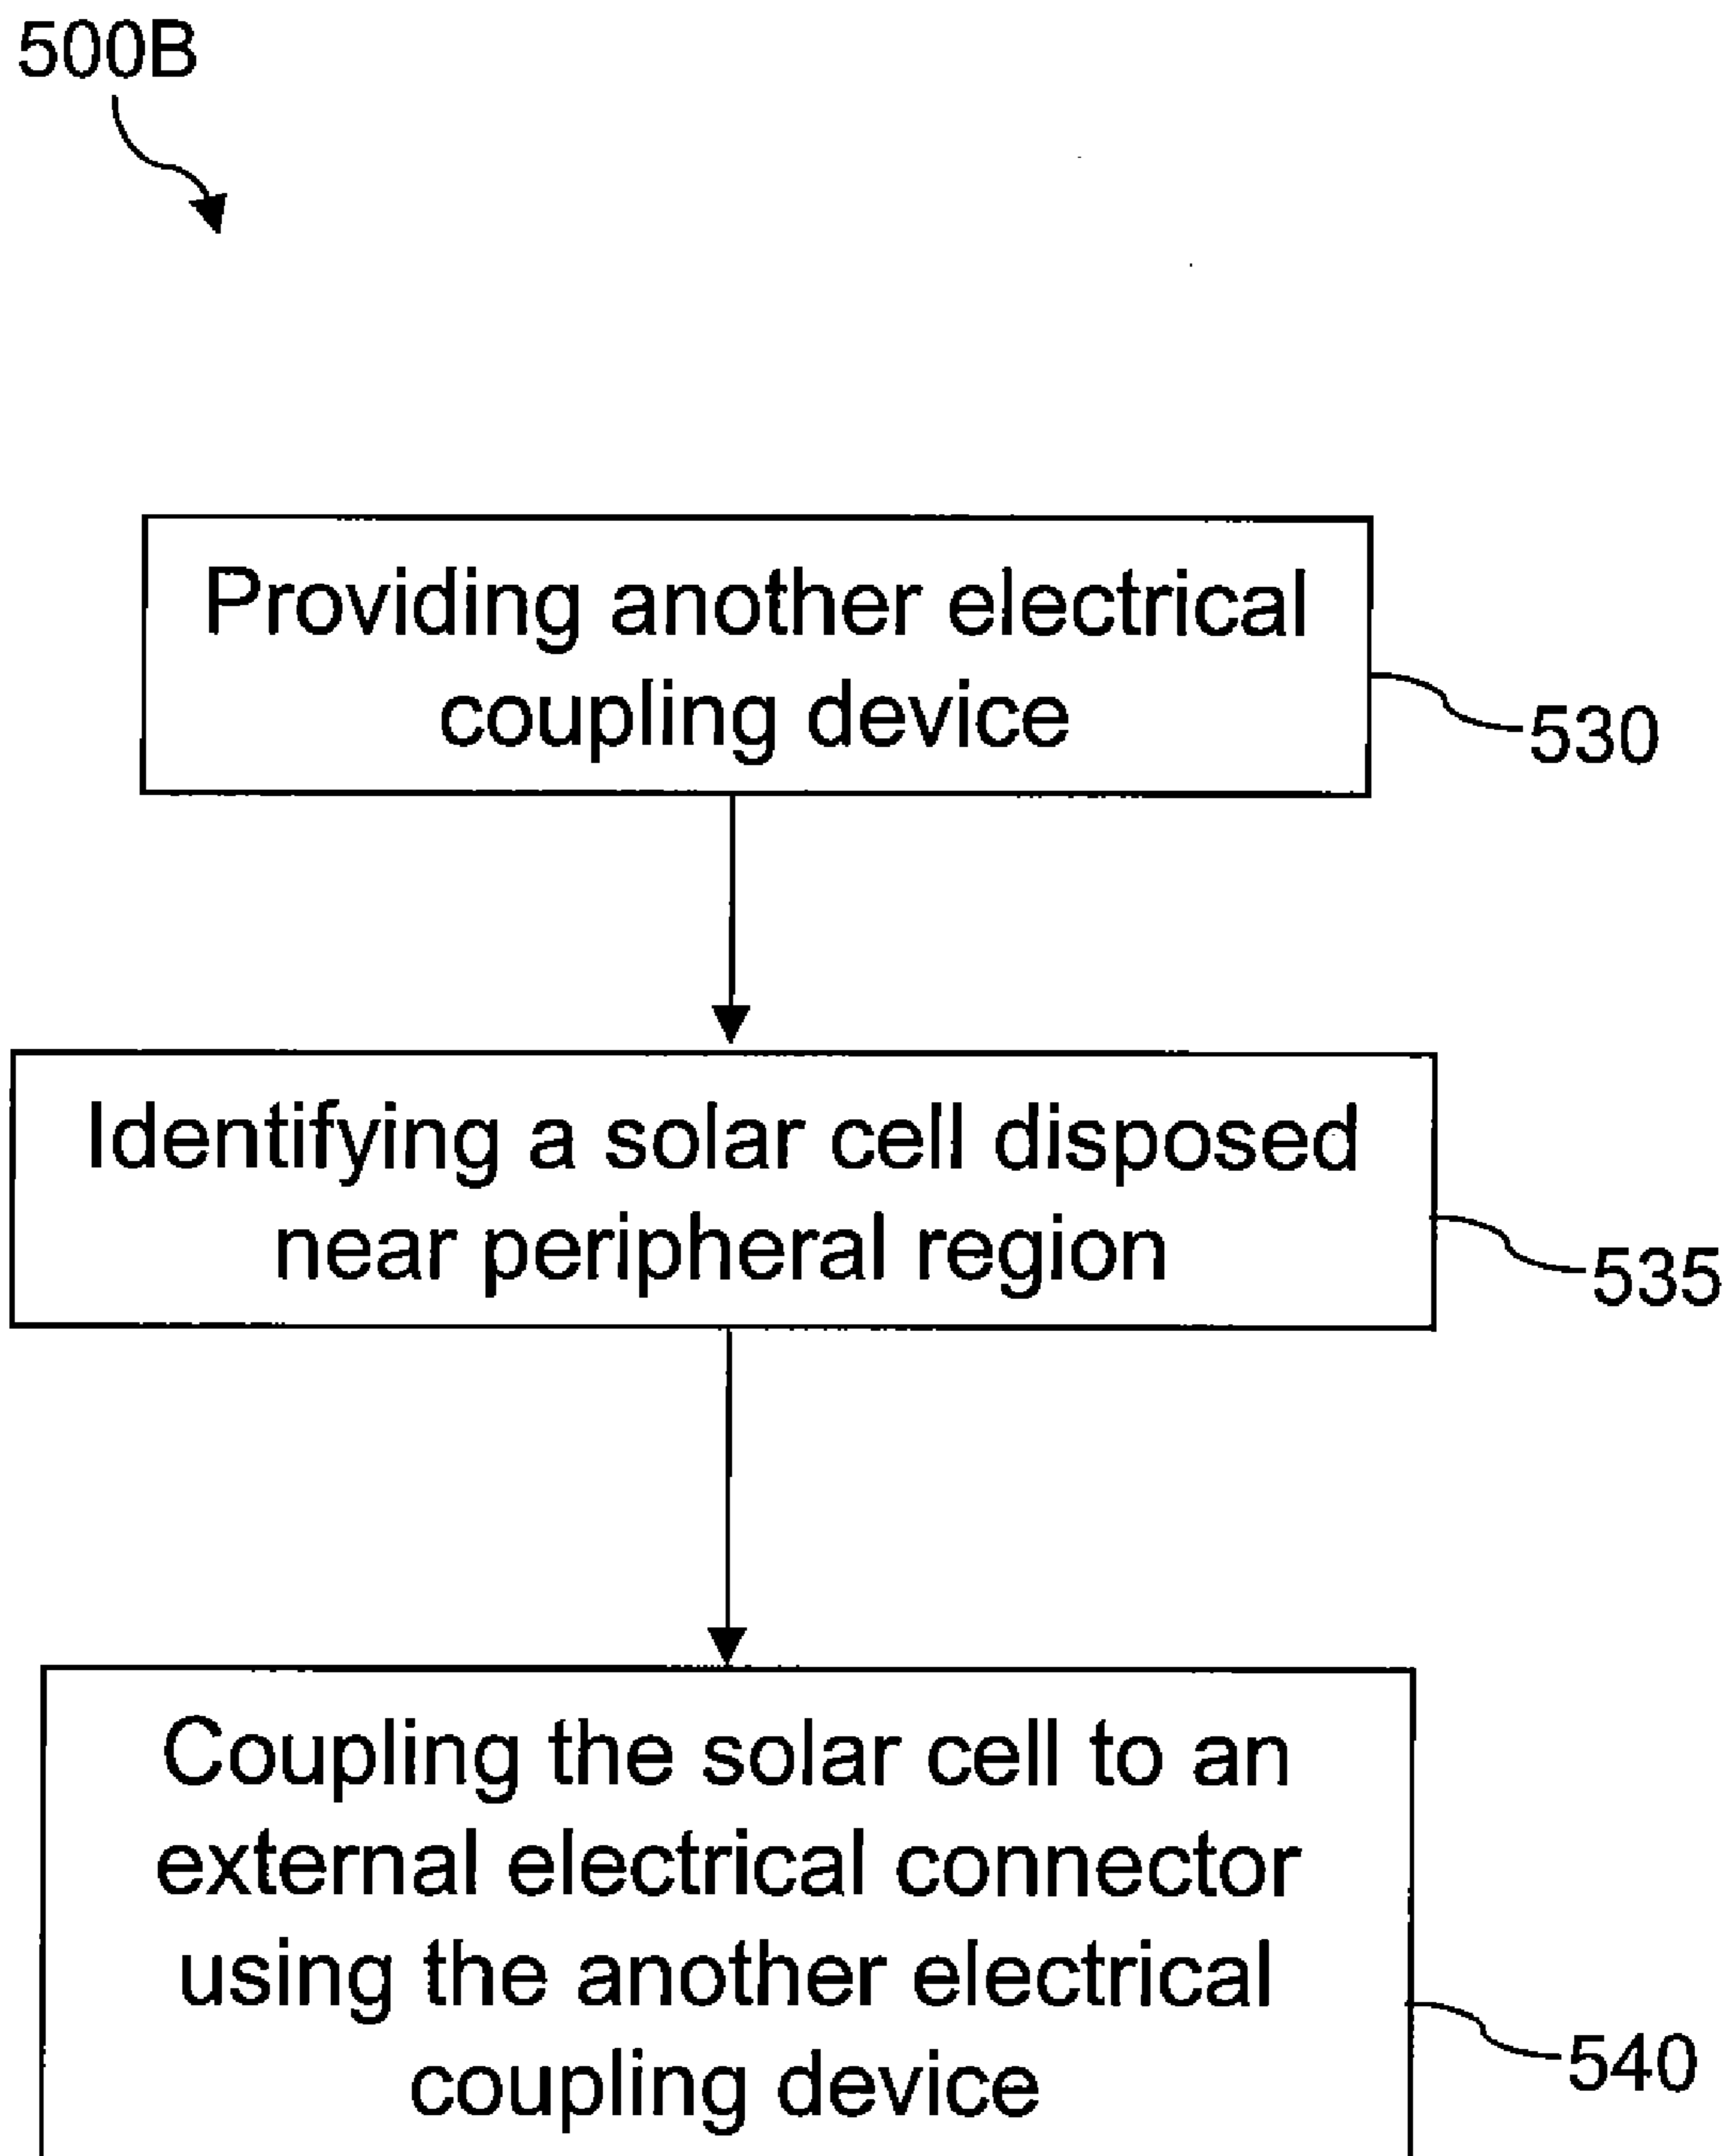 500B
Providing another electrical
coupling device
530
Identifying a solar cell disposed
near peripheral region
535
Coupling the solar cell to an
external electrical connector
using the another electrical
coupling device
540